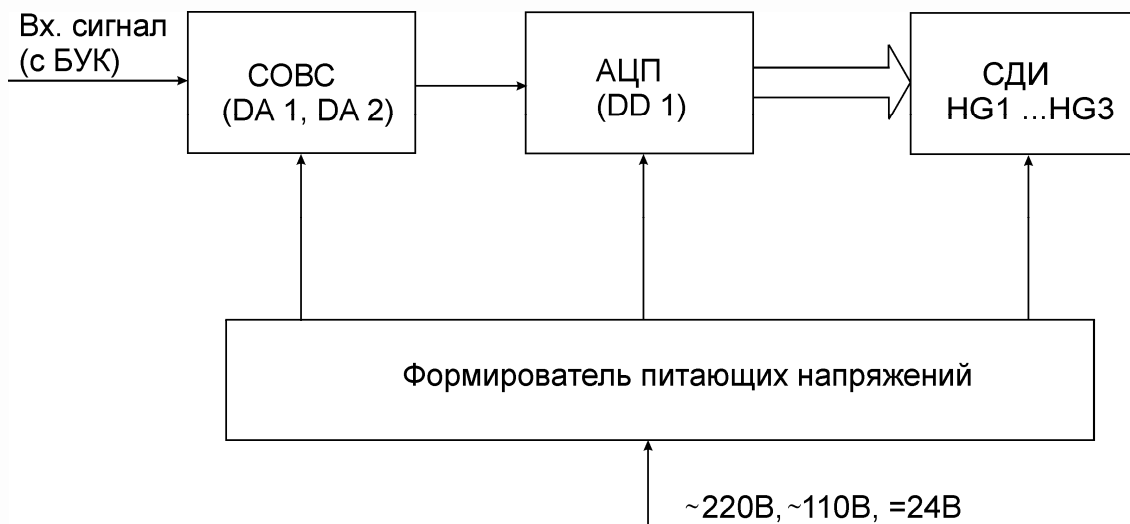 Вх. сигнал
(с БУК)
СОВС
(DA 1, DA 2)
АЦП
(DD 1)
СДИ
HG1 ...HG3
Формирователь питающих напряжений
~220В, ~110В, =24В